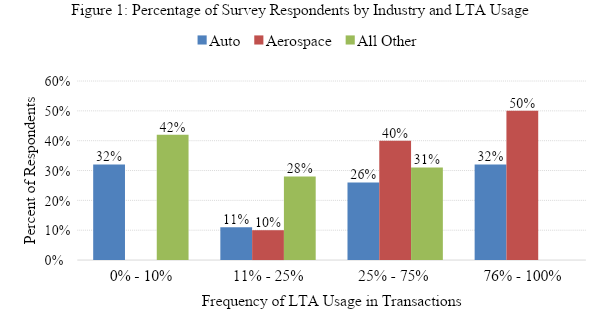 Figure 1: Percentage of Survey Respondents by Industry and LTA Usage
Auto Aerospace All Other
Percent of Respondents
60%
50%
40%
30%
20%
10%
0%
32% 42%
11% 10% 28%
26% 40% 31%
32% 50%
0% - 10% 11% - 25% 25% - 75% 76% - 100%
Frequency of LTA Usage in Transactions